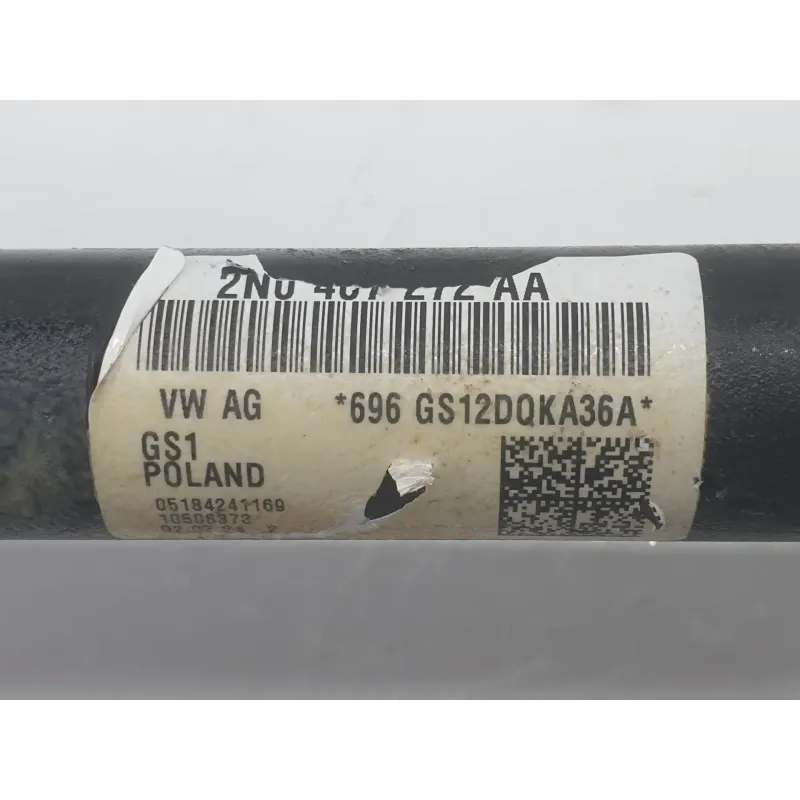 2N0 407 272 AA
VW AG *696 GS12DQKA36A*
GS1
POLAND
05184241169
10506373